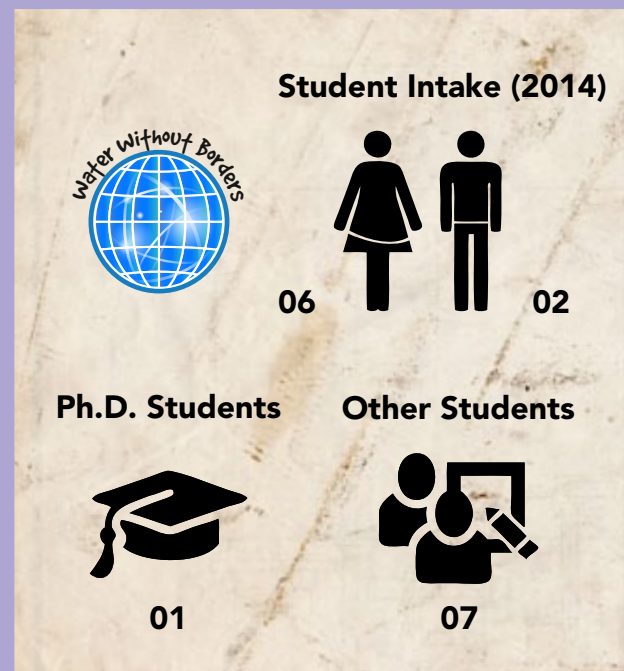 Student Intake (2014)
Water Without Borders
06 02
Ph.D. Students Other Students
01 07